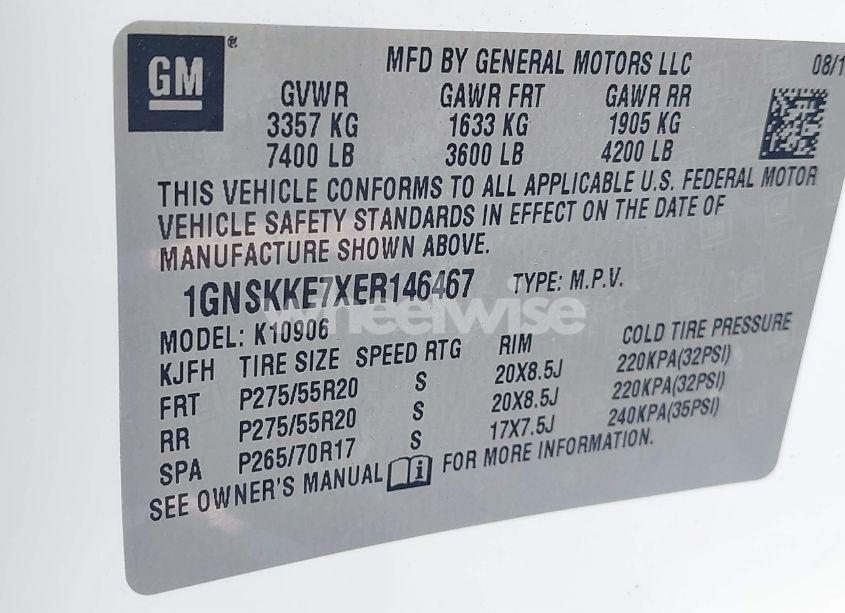 GM®
MFD BY GENERAL MOTORS LLC 08/1
GVWR GAWR FRT GAWR RR
3357 KG 1633 KG 1905 KG
7400 LB 3600 LB 4200 LB
THIS VEHICLE CONFORMS TO ALL APPLICABLE U.S. FEDERAL MOTOR
VEHICLE SAFETY STANDARDS IN EFFECT ON THE DATE OF
MANUFACTURE SHOWN ABOVE.
1GNSKKE7XER146467 TYPE: M.P.V.
wheelwise
MODEL: K10906
KJFH TIRE SIZE SPEED RTG RIM COLD TIRE PRESSURE
FRT P275/55R20 S 20X8.5J 220KPA(32PSI)
RR P275/55R20 S 20X8.5J 220KPA(32PSI)
SPA P265/70R17 S 17X7.5J 240KPA(35PSI)
SEE OWNER'S MANUAL i FOR MORE INFORMATION.